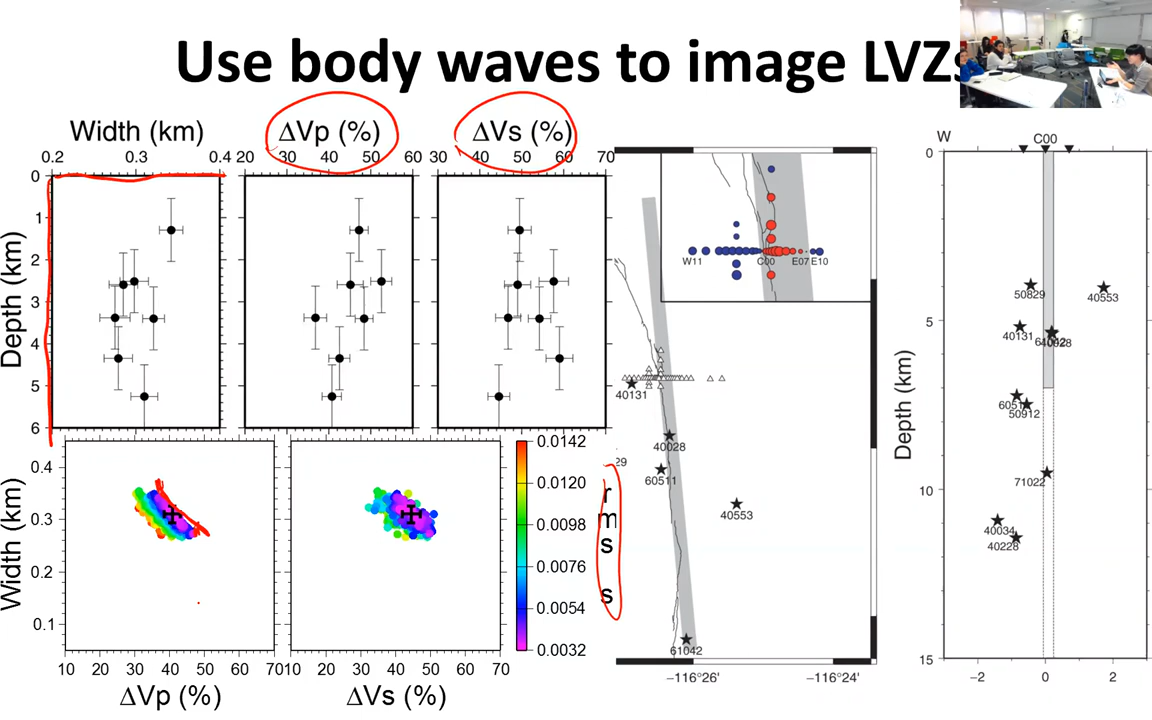 Use body waves to image LVZs
Width (km)
ΔVp (%)
ΔVs (%)
0.2 0.3 0.4
20 30 40 50 60
30 40 50 60 70
0
1
2
3
4
5
6
Depth (km)
Width (km)
0.4
0.3
0.2
0.1
10 20 30 40 50 60 70
ΔVp (%)
10 20 30 40 50 60 70
ΔVs (%)
0.0142
0.0120
0.0098
0.0076
0.0054
0.0032
r
m
s
s
W11 C00 E07 E10
40131
29
40028
60511
40553
61042
−116°26' −116°24'
W
C00
0
5
10
15
Depth (km)
50829
40553
40131
50912
71022
40034
40228
−2 0 2